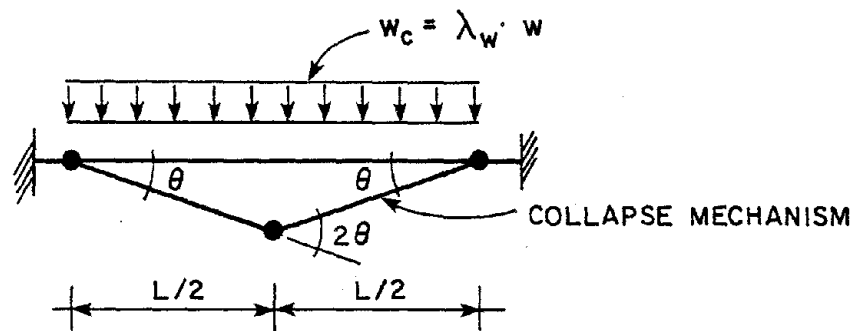 w_c = λ_w · w
θ θ
2θ
COLLAPSE MECHANISM
L/2 L/2